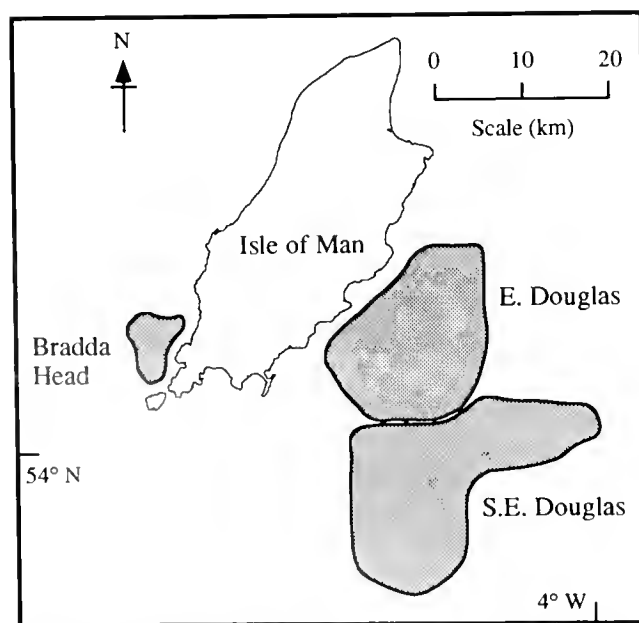 N
0 10 20
Scale (km)
Isle of Man
E. Douglas
Bradda
Head
54° N
S.E. Douglas
4° W